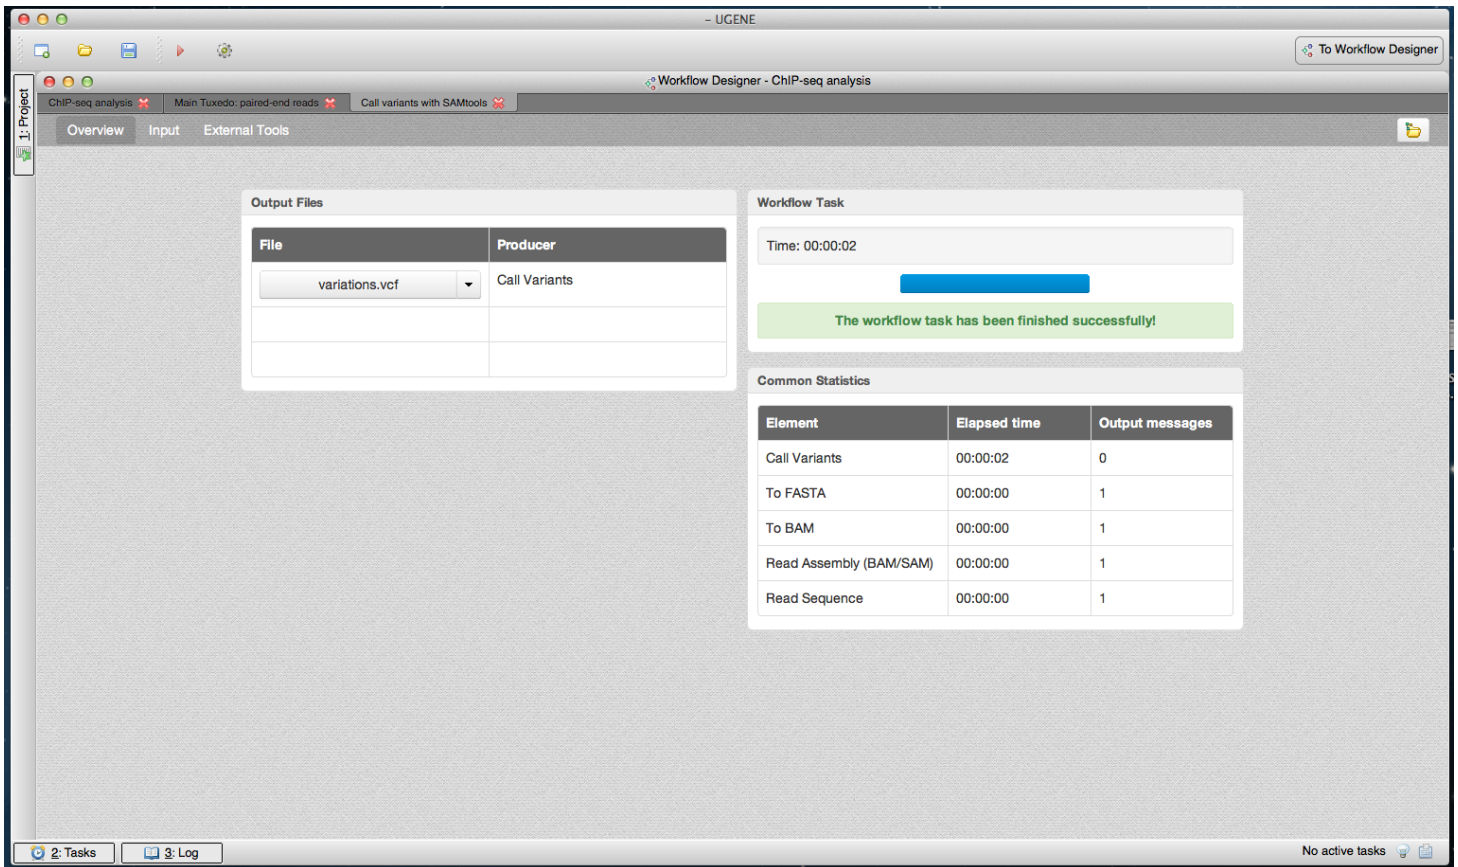 – UGENE
To Workflow Designer
1: Project
Workflow Designer - ChIP-seq analysis
ChIP-seq analysis
Main Tuxedo: paired-end reads
Call variants with SAMtools
Overview Input External Tools
Output Files
File Producer
variations.vcf Call Variants
Workflow Task
Time: 00:00:02
The workflow task has been finished successfully!
Common Statistics
Element Elapsed time Output messages
Call Variants 00:00:02 0
To FASTA 00:00:00 1
To BAM 00:00:00 1
Read Assembly (BAM/SAM) 00:00:00 1
Read Sequence 00:00:00 1
2: Tasks
3: Log
No active tasks